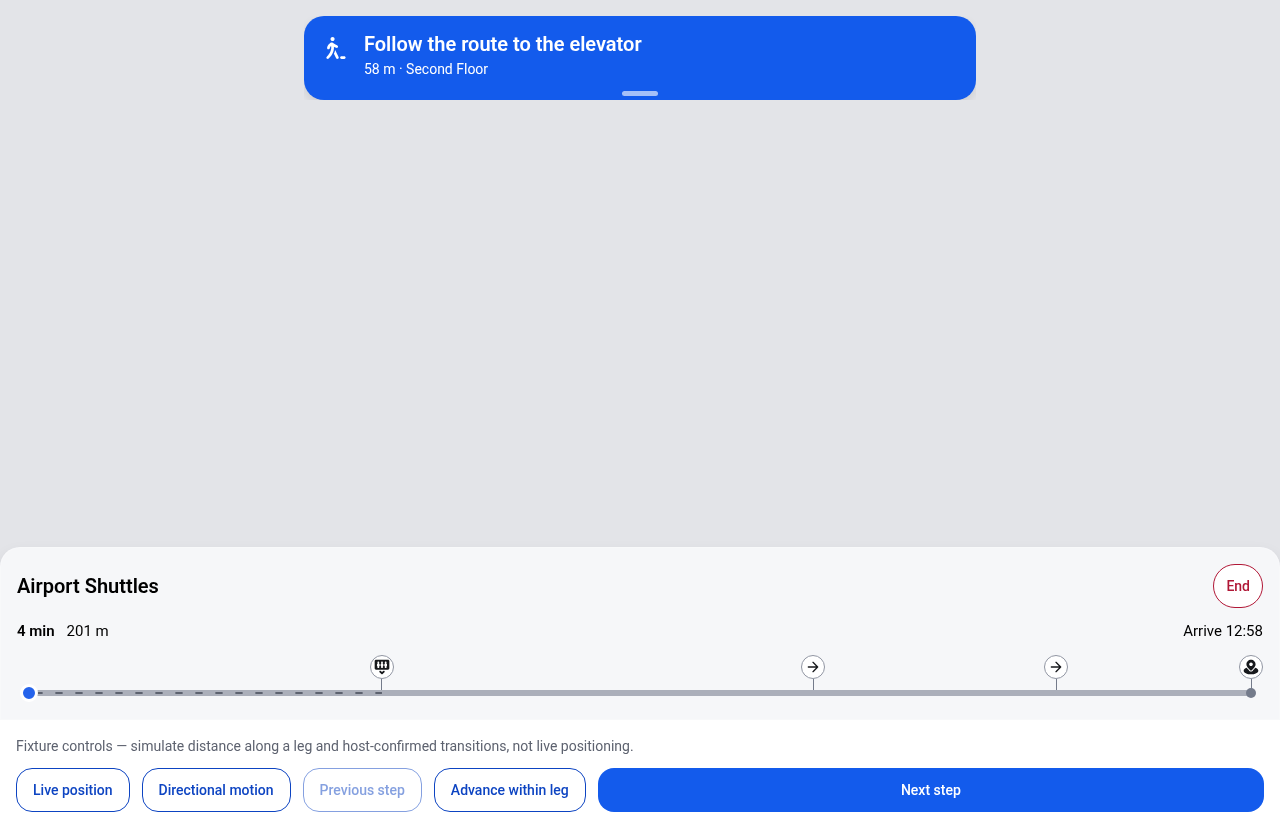 Follow the route to the elevator
58 m · Second Floor
Airport Shuttles
End
4 min 201 m
Arrive 12:58
Fixture controls — simulate distance along a leg and host-confirmed transitions, not live positioning.
Live position
Directional motion
Previous step
Advance within leg
Next step